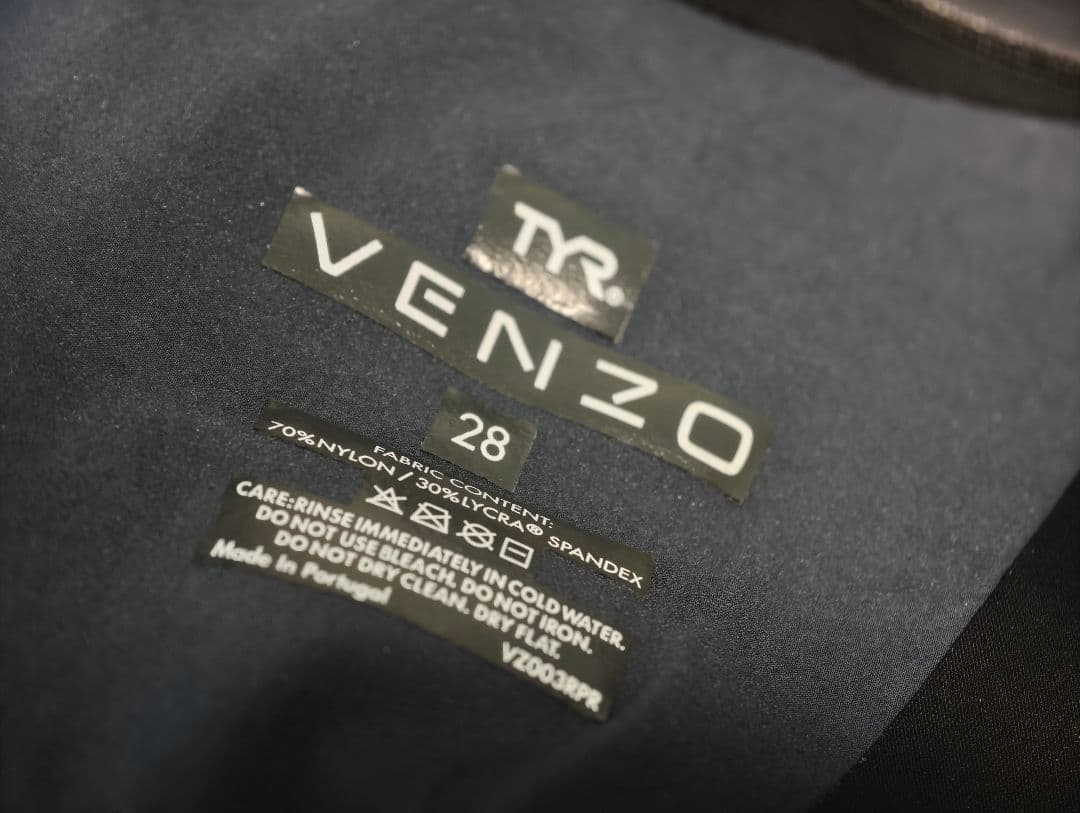 TYR®
VENZO
28
FABRIC CONTENT:
70%NYLON / 30%LYCRA® SPANDEX
CARE:RINSE IMMEDIATELY IN COLD WATER.
DO NOT USE BLEACH. DO NOT IRON.
DO NOT DRY CLEAN. DRY FLAT.
Made In Portugal
VZ003RPR